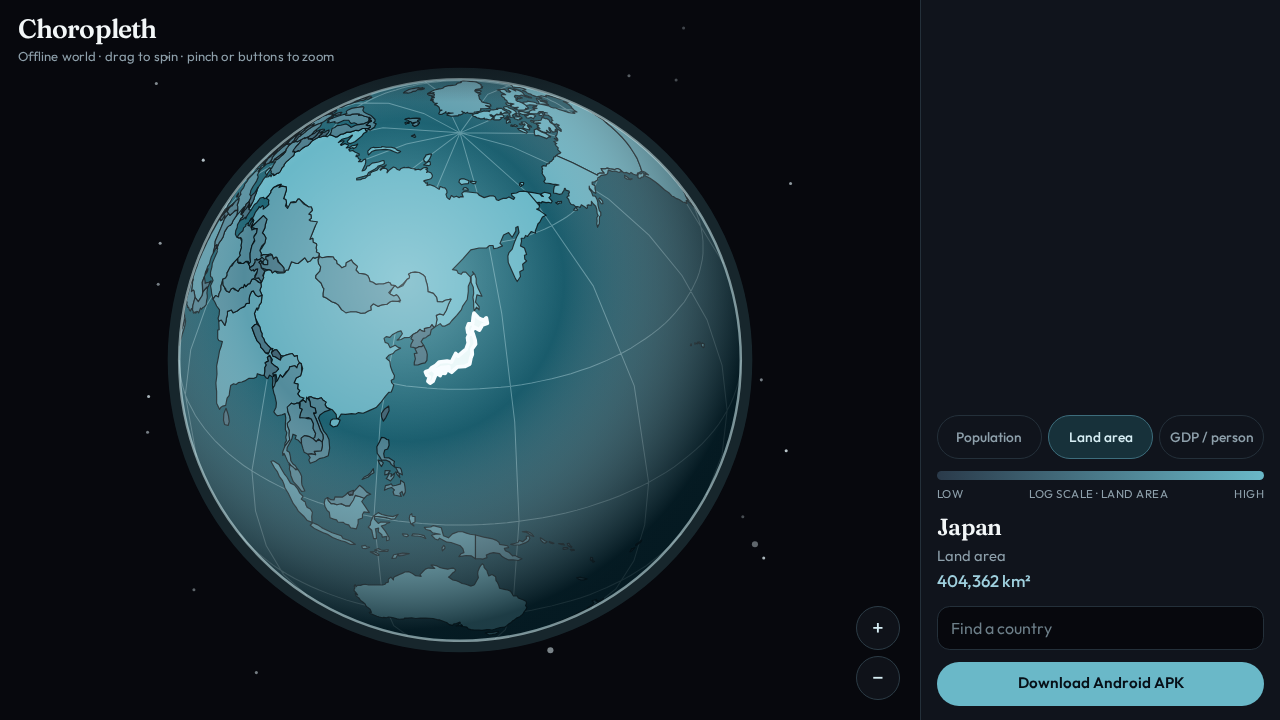 Choropleth
Offline world · drag to spin · pinch or buttons to zoom
Population
Land area
GDP / person
LOW
LOG SCALE · LAND AREA
HIGH
Japan
Land area
404,362 km²
Find a country
Download Android APK
+
−